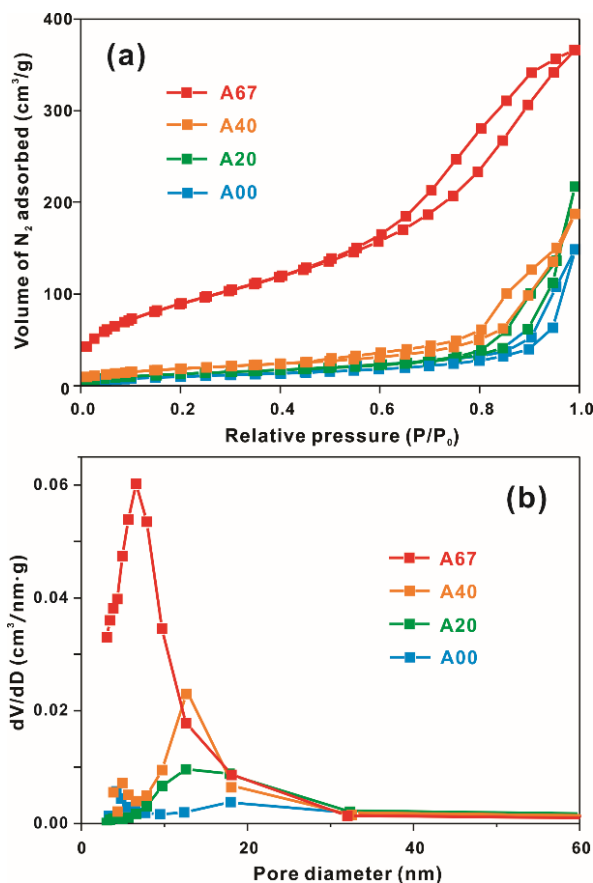 (a)
A67
A40
A20
A00
Volume of N₂ adsorbed (cm³/g)
400
300
200
100
0
0.0 0.2 0.4 0.6 0.8 1.0
Relative pressure (P/P₀)
(b)
A67
A40
A20
A00
dV/dD (cm³/nm·g)
0.06
0.04
0.02
0.00
0 20 40 60
Pore diameter (nm)